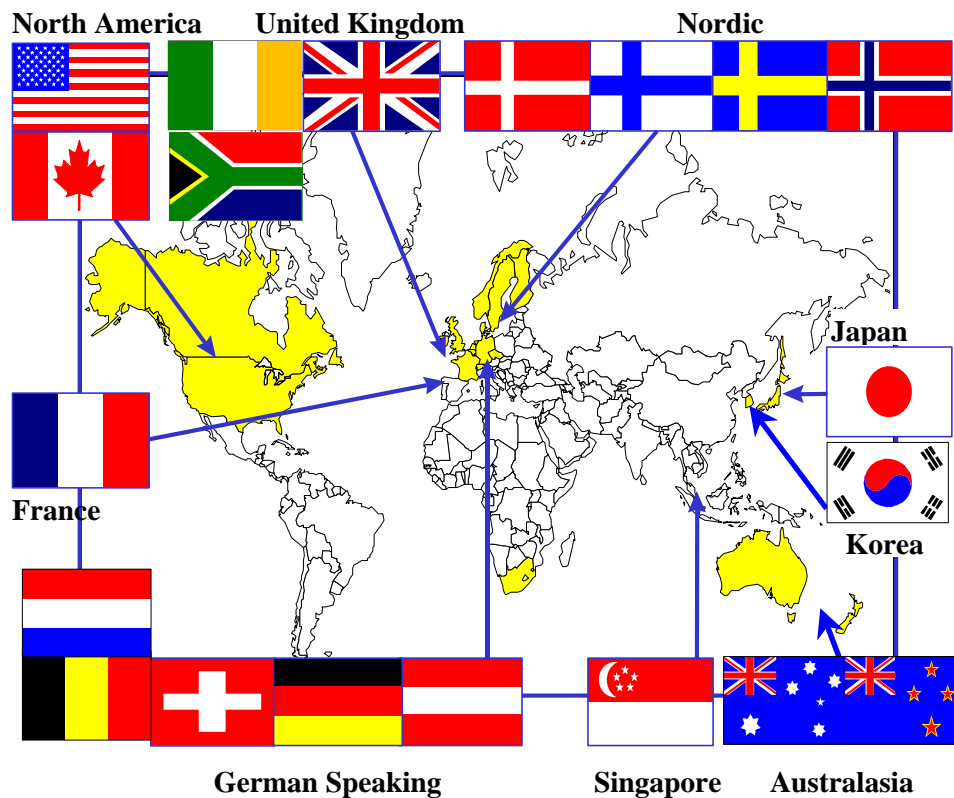 North America
United Kingdom
Nordic
Japan
France
Korea
German Speaking
Singapore
Australasia